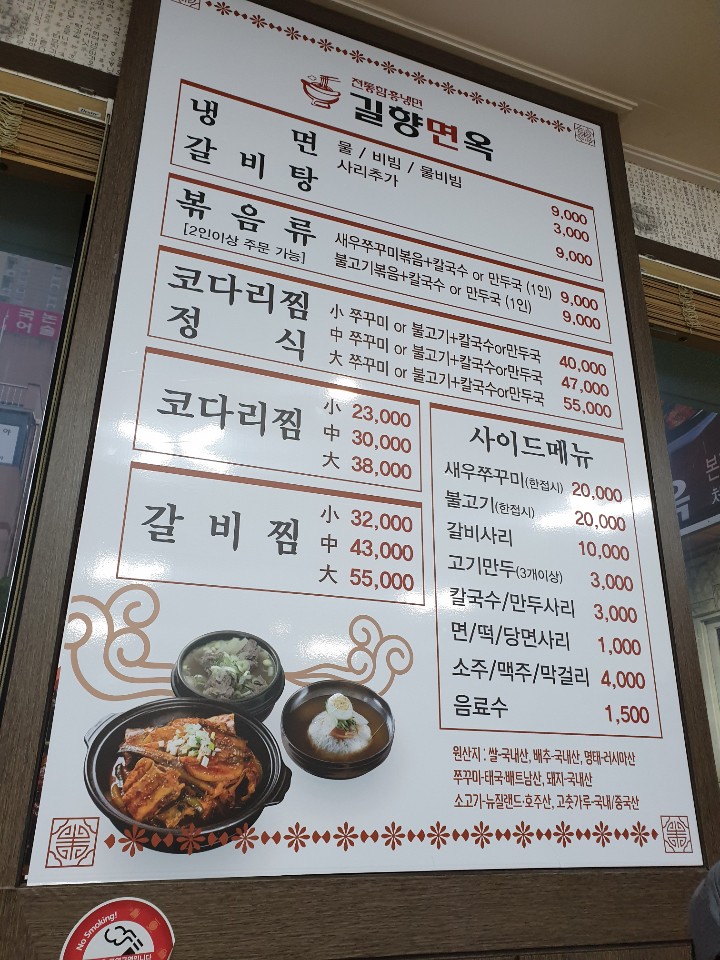 전통함흥냉면
길향면옥
냉 면 물 / 비빔 / 물비빔 9,000
사리추가 3,000
갈 비 탕 9,000
볶 음 류 새우쭈꾸미볶음+칼국수 or 만두국 (1인) 9,000
[2인이상 주문 가능] 불고기볶음+칼국수 or 만두국 (1인) 9,000
코다리찜 小 쭈꾸미 or 불고기+칼국수or만두국 40,000
정 식 中 쭈꾸미 or 불고기+칼국수or만두국 47,000
大 쭈꾸미 or 불고기+칼국수or만두국 55,000
코다리찜 小 23,000
中 30,000
大 38,000
갈 비 찜 小 32,000
中 43,000
大 55,000
사이드메뉴
새우쭈꾸미(한접시) 20,000
불고기(한접시) 20,000
갈비사리 10,000
고기만두(3개이상) 3,000
칼국수/만두사리 3,000
면/떡/당면사리 1,000
소주/맥주/막걸리 4,000
음료수 1,500
원산지 : 쌀-국내산, 배추-국내산, 명태-러시아산
쭈꾸미-태국·베트남산, 돼지-국내산
소고기-뉴질랜드·호주산, 고춧가루-국내/중국산
No Smoking!
국어
논술